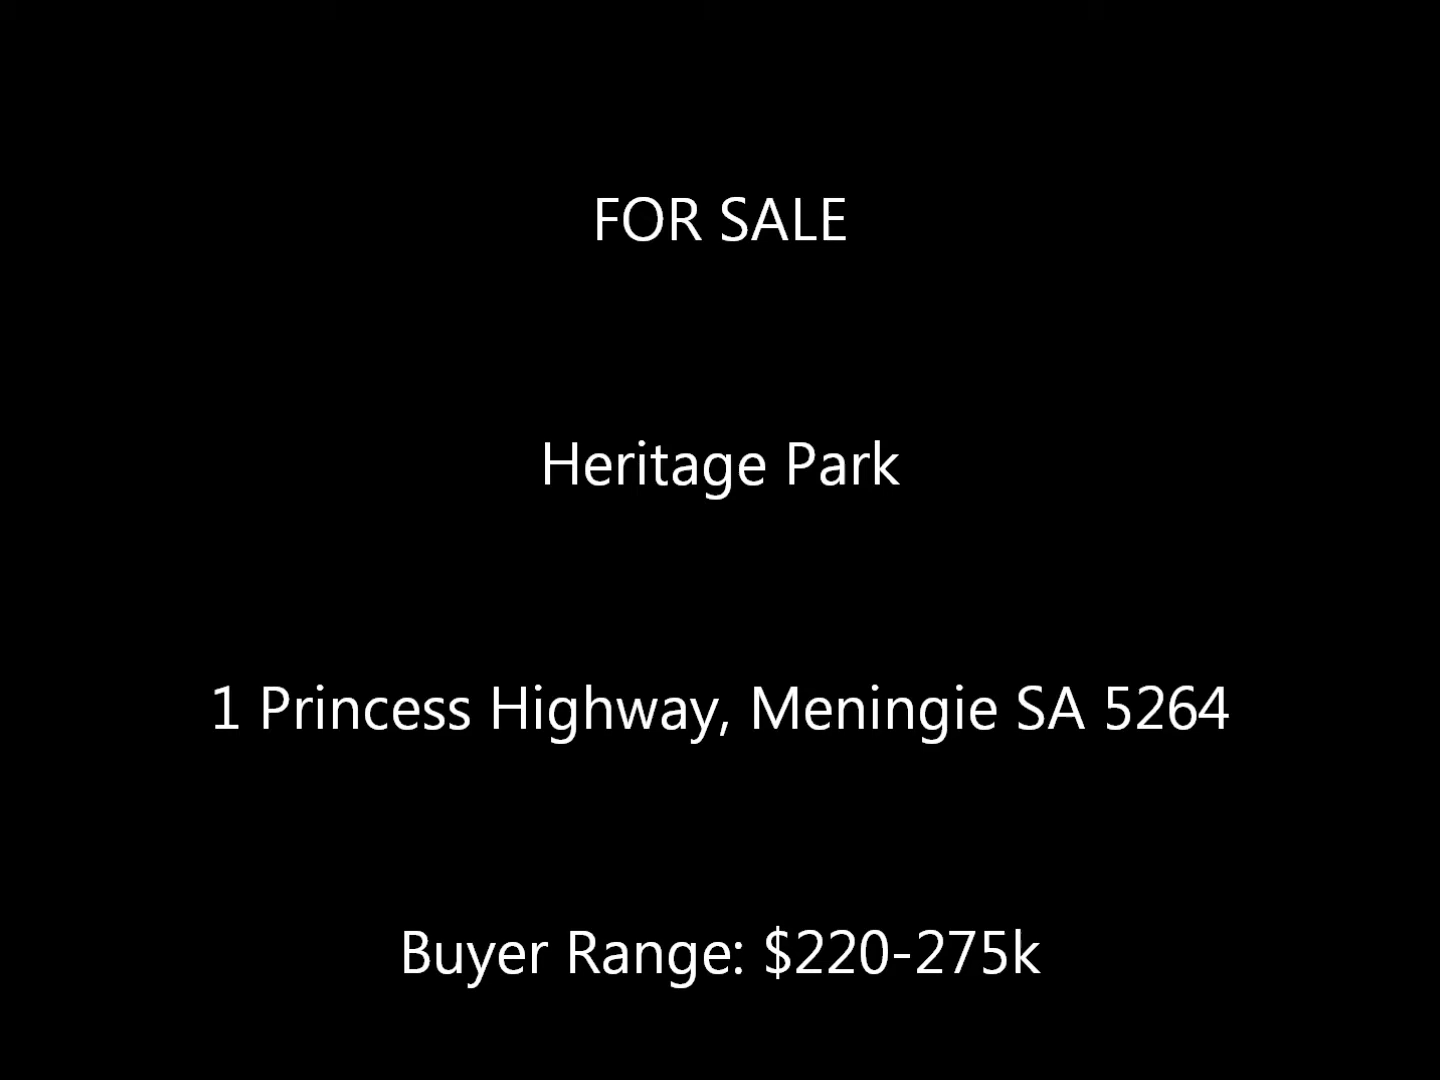 FOR SALE
Heritage Park
1 Princess Highway, Meningie SA 5264
Buyer Range: $220-275k